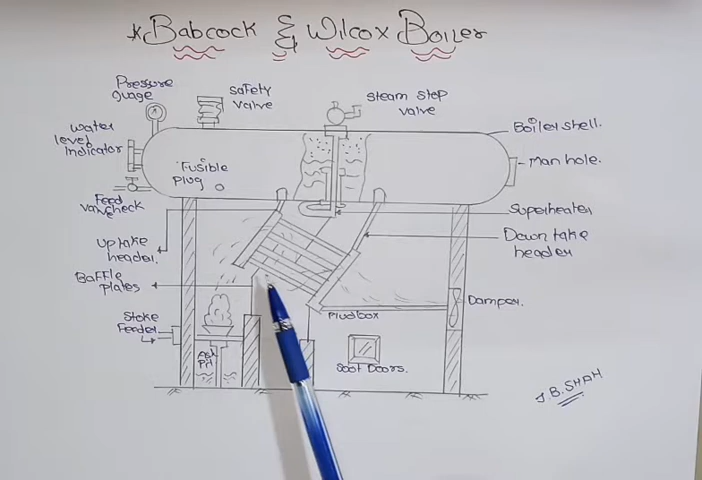 *Babcock & Wilcox Boiler
Pressure
guage
safety
valve
steam stop
valve
Water
level
Indicator
Boiler shell.
Man hole.
Fusible
Plug
Feed
valve check
Superheater
Uptake
header.
Down take
header
Baffle
plates
Damper.
Stoke
Feeder
Mudbox
Ash
Pit
Soot Doors.
J.B.SHAH